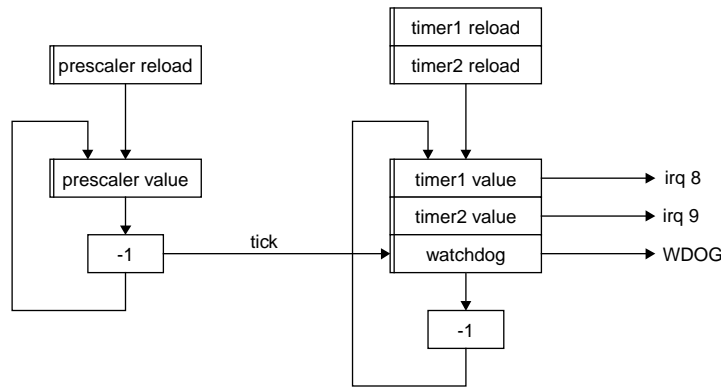 timer1 reload
prescaler reload
timer2 reload
prescaler value
timer1 value
irq 8
timer2 value
irq 9
-1
tick
watchdog
WDOG
-1